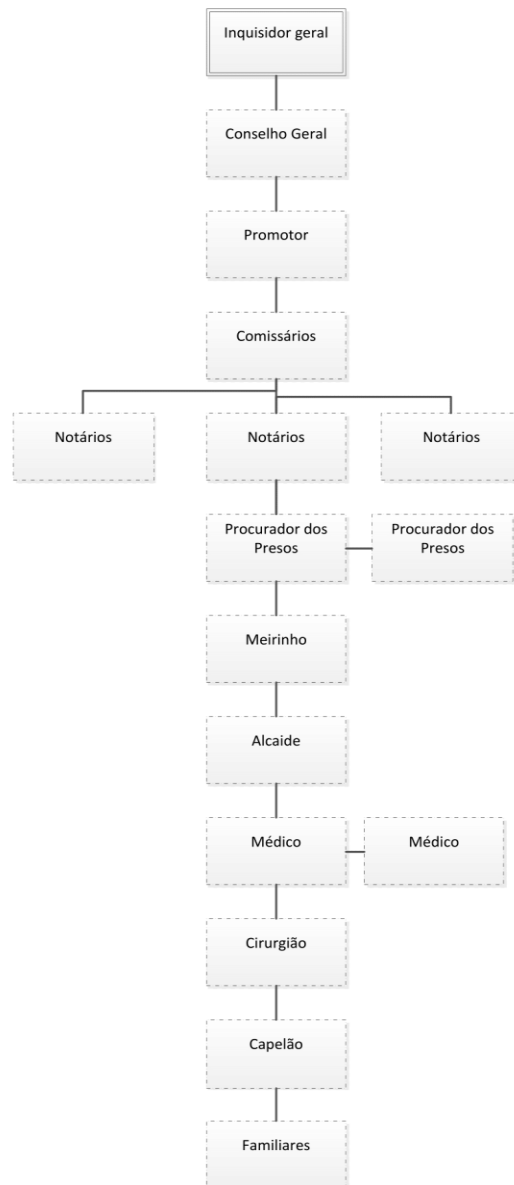 Inquisidor geral
Conselho Geral
Promotor
Comissários
Notários
Notários
Notários
Procurador dos
Presos
Procurador dos
Presos
Meirinho
Alcaide
Médico
Médico
Cirurgião
Capelão
Familiares